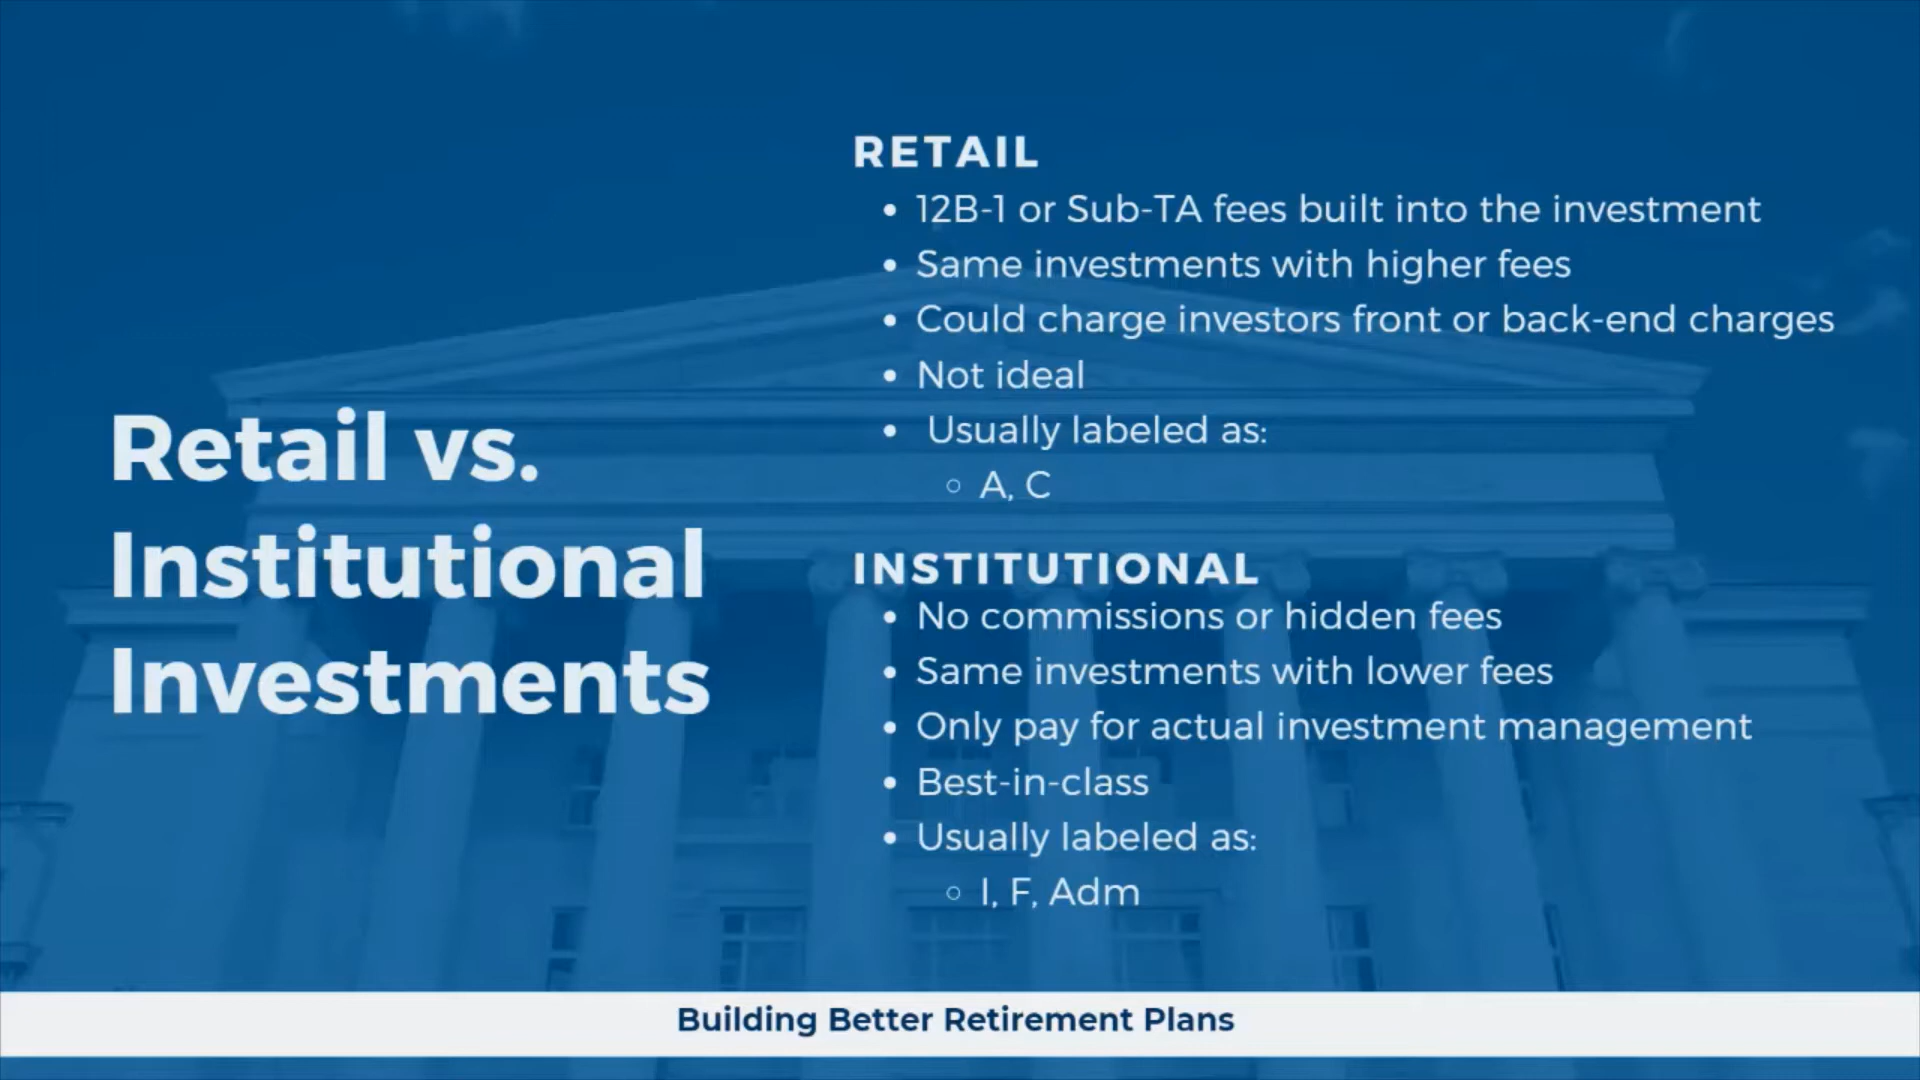 Retail vs.
Institutional
Investments
RETAIL
• 12B-1 or Sub-TA fees built into the investment
• Same investments with higher fees
• Could charge investors front or back-end charges
• Not ideal
• Usually labeled as:
○ A, C
INSTITUTIONAL
• No commissions or hidden fees
• Same investments with lower fees
• Only pay for actual investment management
• Best-in-class
• Usually labeled as:
○ I, F, Adm
Building Better Retirement Plans